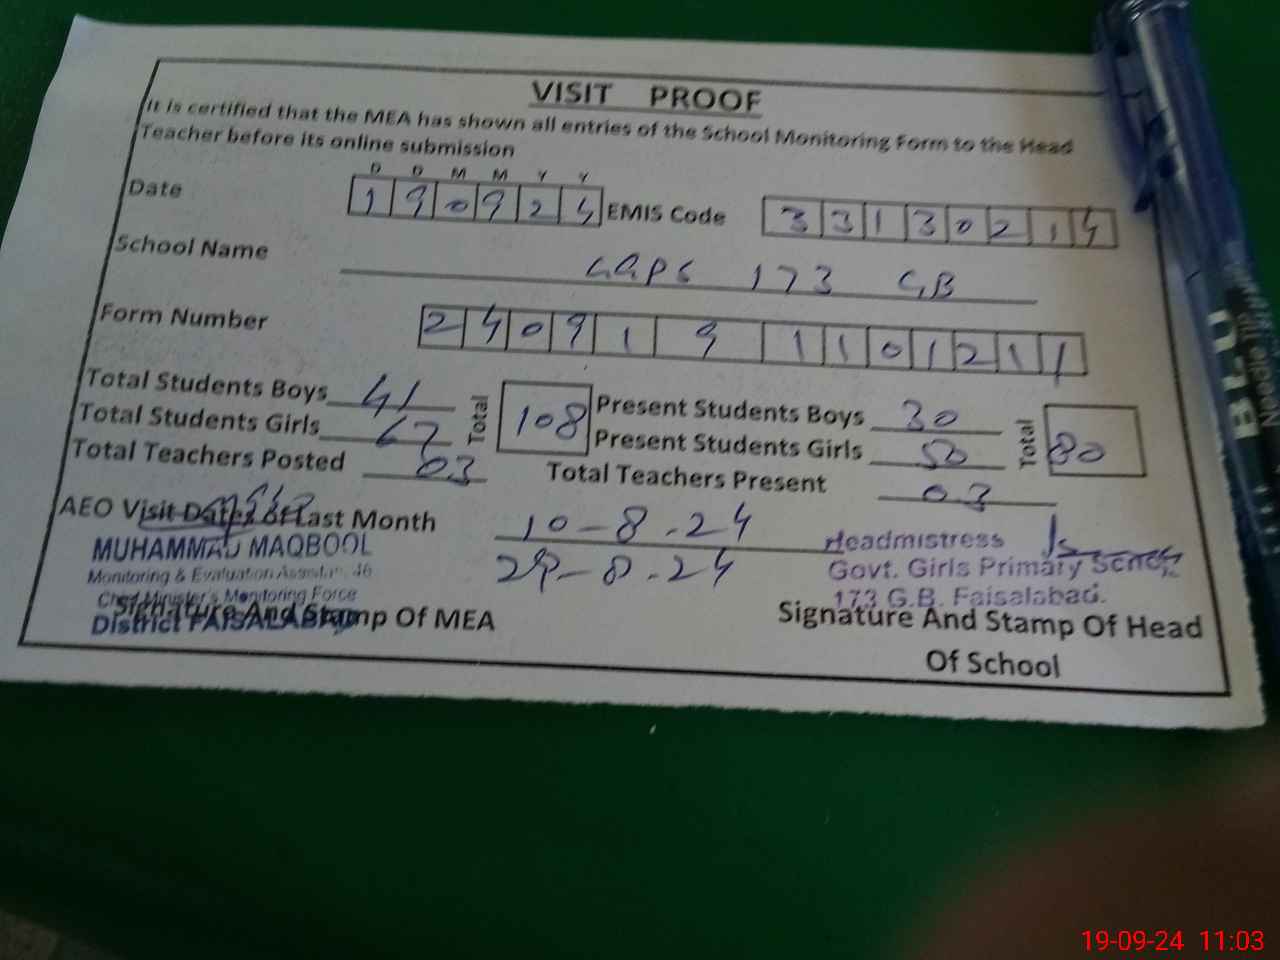 VISIT PROOF
It is certified that the MEA has shown all entries of the School Monitoring Form to the Head
Teacher before its online submission
D D M M Y Y
Date 1 9 0 9 2 4 EMIS Code 3 3 1 3 0 2 1 4
School Name GGPS 173 GB
Form Number 2 4 0 9 1 9 1 1 0 1 2 1 1
Total Students Boys 41 Total 108 Present Students Boys 30 Total 80
Total Students Girls 67 Present Students Girls 50
Total Teachers Posted 03 Total Teachers Present 03
AEO Visit Dates of Last Month 10-8-24
29-8-24
MUHAMMAD MAQBOOL
Monitoring & Evaluation Assistant 46
Chief Minister's Monitoring Force
District FAISALABAD
Signature And Stamp Of MEA
Headmistress
Govt. Girls Primary School
173 G.B. Faisalabad.
Signature And Stamp Of Head
Of School
BLU
Needle
19-09-24 11:03